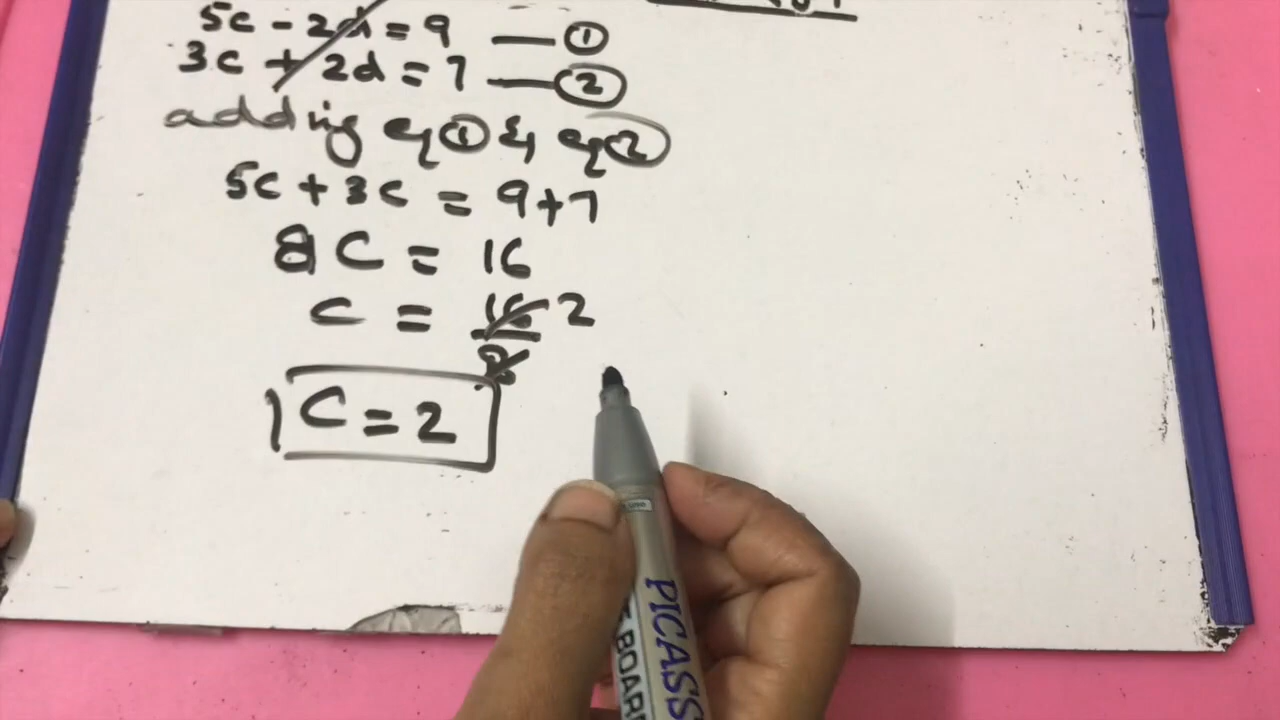 5c - 2d = 9 — ①
3c + 2d = 7 — ②
adding eq ① & eq ②
5c + 3c = 9 + 7
8c = 16
c = 16/8 2
c = 2
PICASS
BOAR